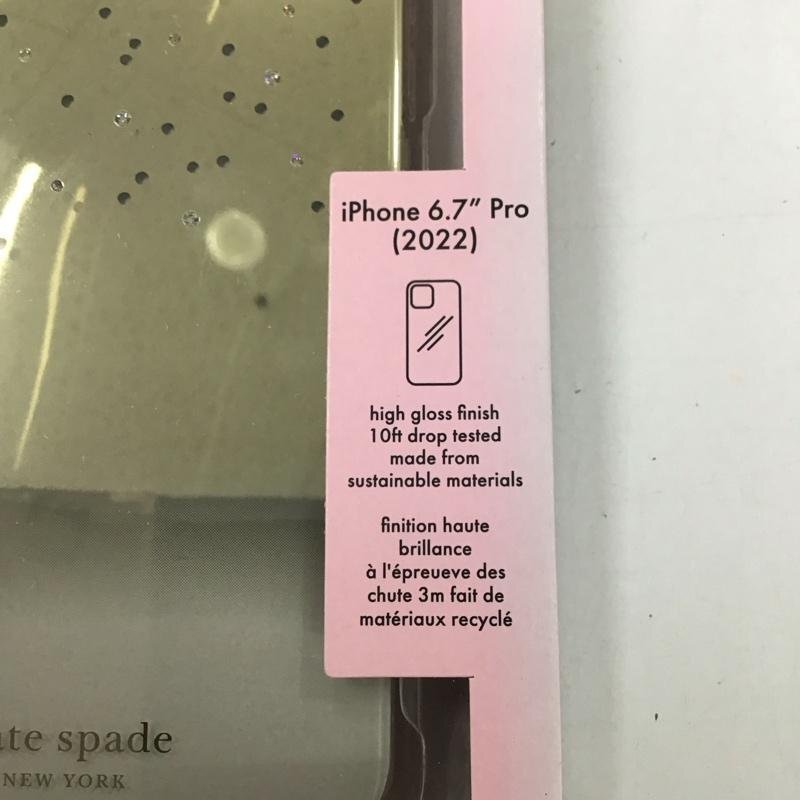 iPhone 6.7” Pro
(2022)
high gloss finish
10ft drop tested
made from
sustainable materials
finition haute
brillance
à l'épreueve des
chute 3m fait de
matériaux recyclé
spade
NEW YORK